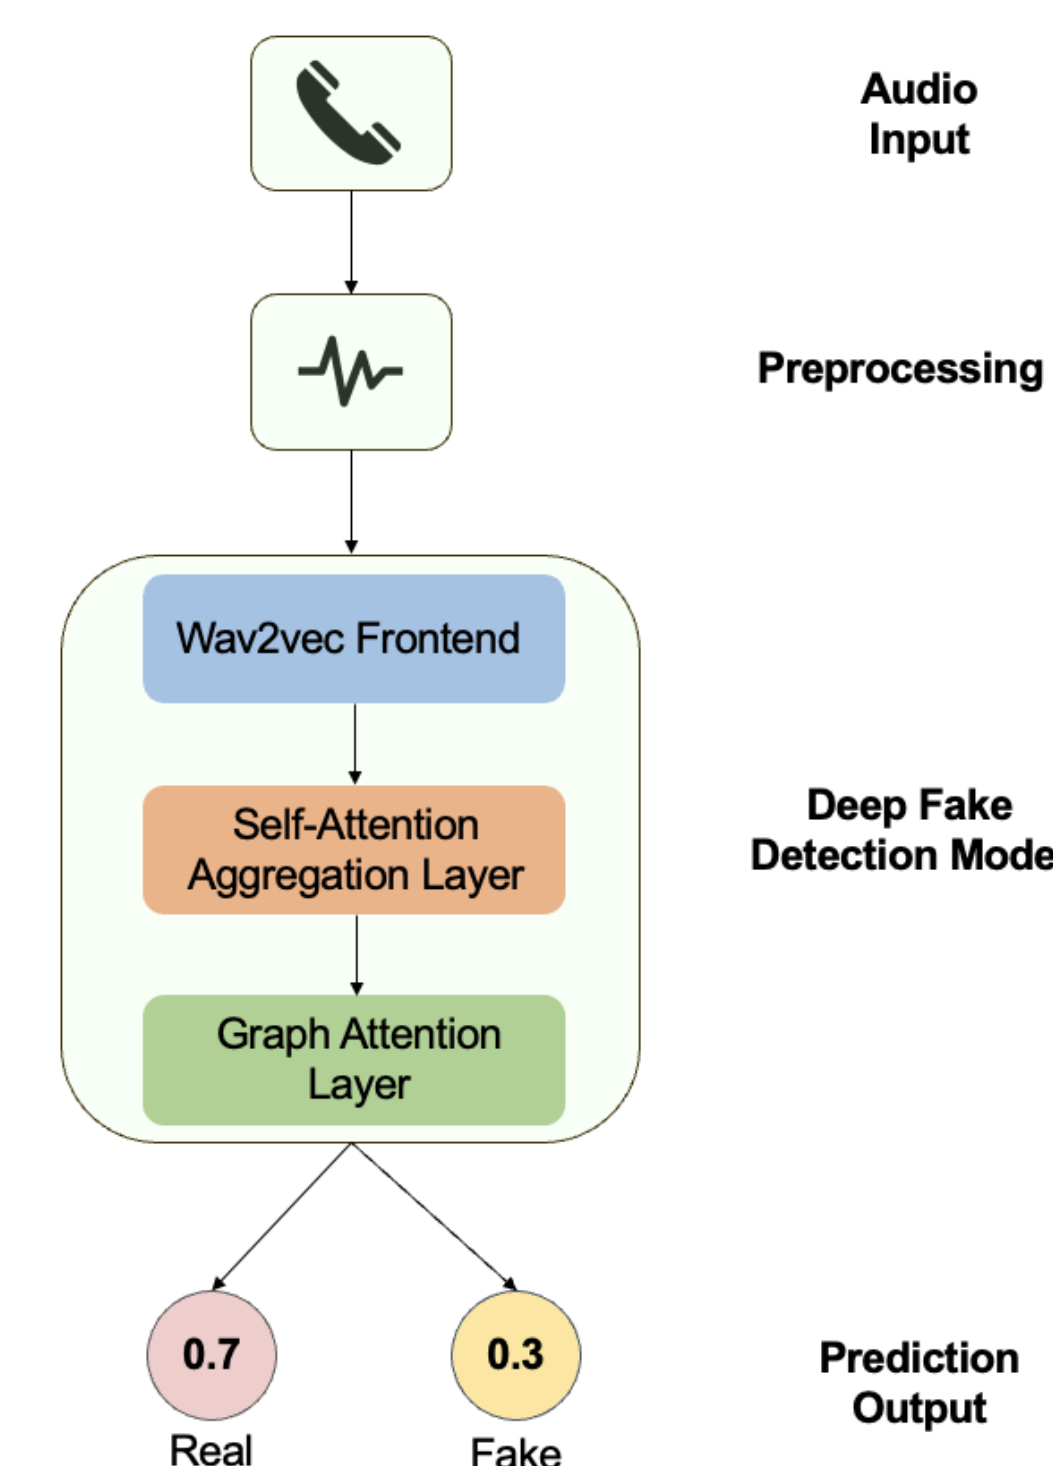 Audio
Input
Preprocessing
Wav2vec Frontend
Self-Attention
Aggregation Layer
Graph Attention
Layer
Deep Fake
Detection Mode
0.7
0.3
Real
Fake
Prediction
Output